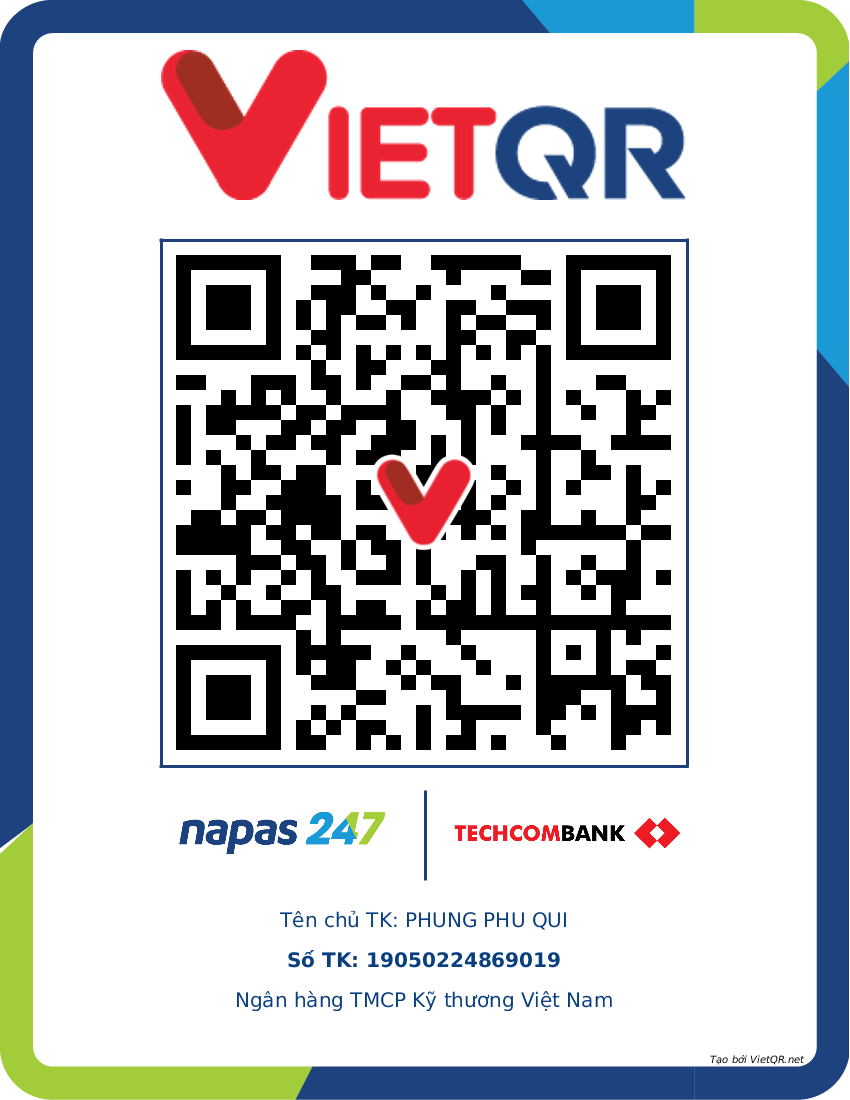 VIETQR
napas 247
TECHCOMBANK
Tên chủ TK: PHUNG PHU QUI
Số TK: 19050224869019
Ngân hàng TMCP Kỹ thương Việt Nam
Tạo bởi VietQR.net